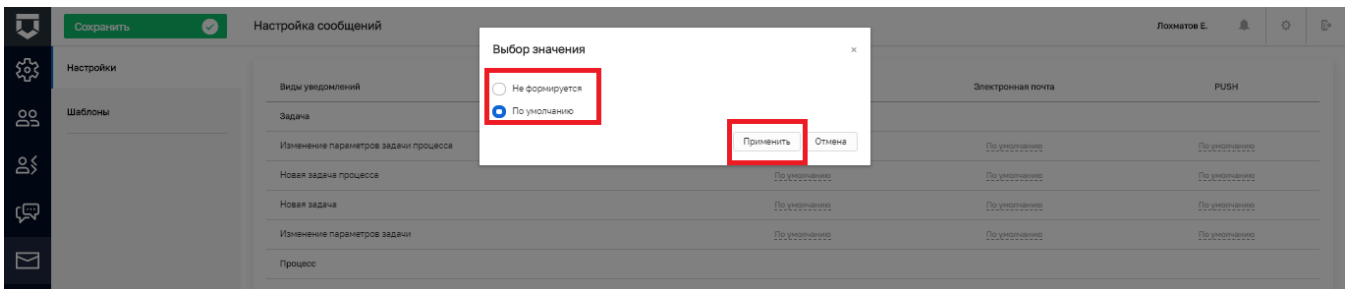 Сохранить
Настройка сообщений
Лохматов Е.
Настройки
Шаблоны
Выбор значения
×
Не формируется
По умолчанию
Применить
Отмена
Виды уведомлений
Электронная почта
PUSH
Задача
Изменение параметров задачи процесса
По умолчанию
По умолчанию
Новая задача процесса
По умолчанию
По умолчанию
По умолчанию
Новая задача
По умолчанию
По умолчанию
По умолчанию
Изменение параметров задачи
По умолчанию
По умолчанию
По умолчанию
Процесс